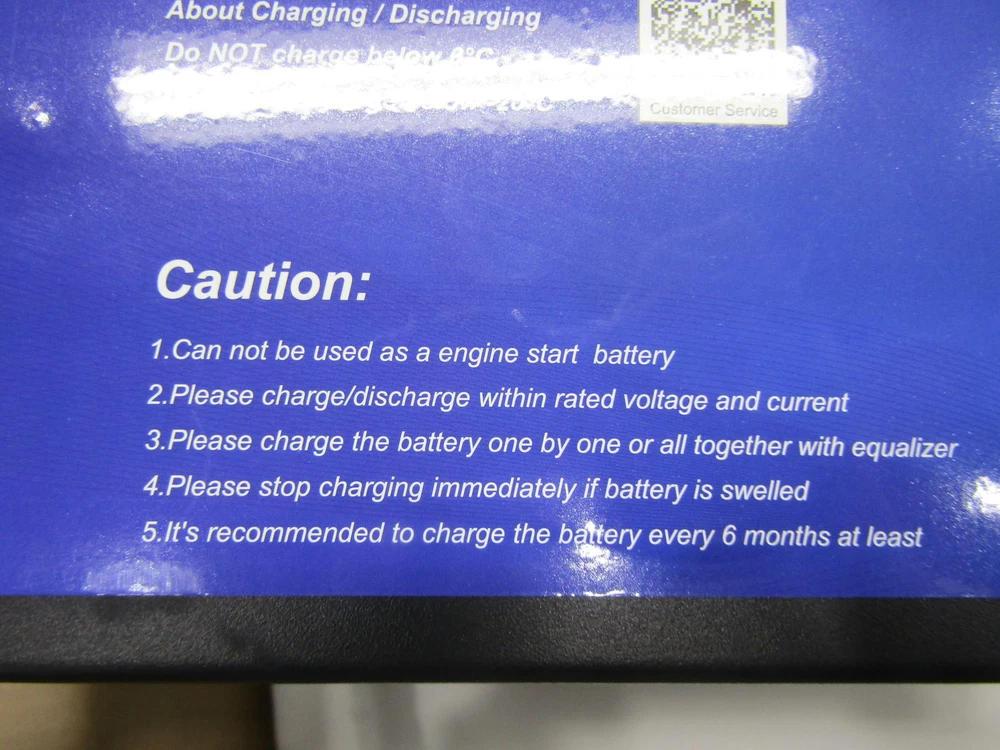 About Charging / Discharging
Do NOT charge below 0°C
Customer Service
Caution:
1.Can not be used as a engine start battery
2.Please charge/discharge within rated voltage and current
3.Please charge the battery one by one or all together with equalizer
4.Please stop charging immediately if battery is swelled
5.It's recommended to charge the battery every 6 months at least